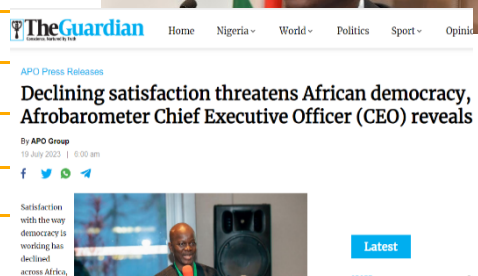 TheGuardian
Conscience, Nurtured by Truth
Home Nigeria World Politics Sport Opinio
APO Press Releases
Declining satisfaction threatens African democracy,
Afrobarometer Chief Executive Officer (CEO) reveals
By APO Group
19 July 2023 | 6:00 am
Satisfaction
with the way
democracy is
working has
declined
across Africa,
Latest